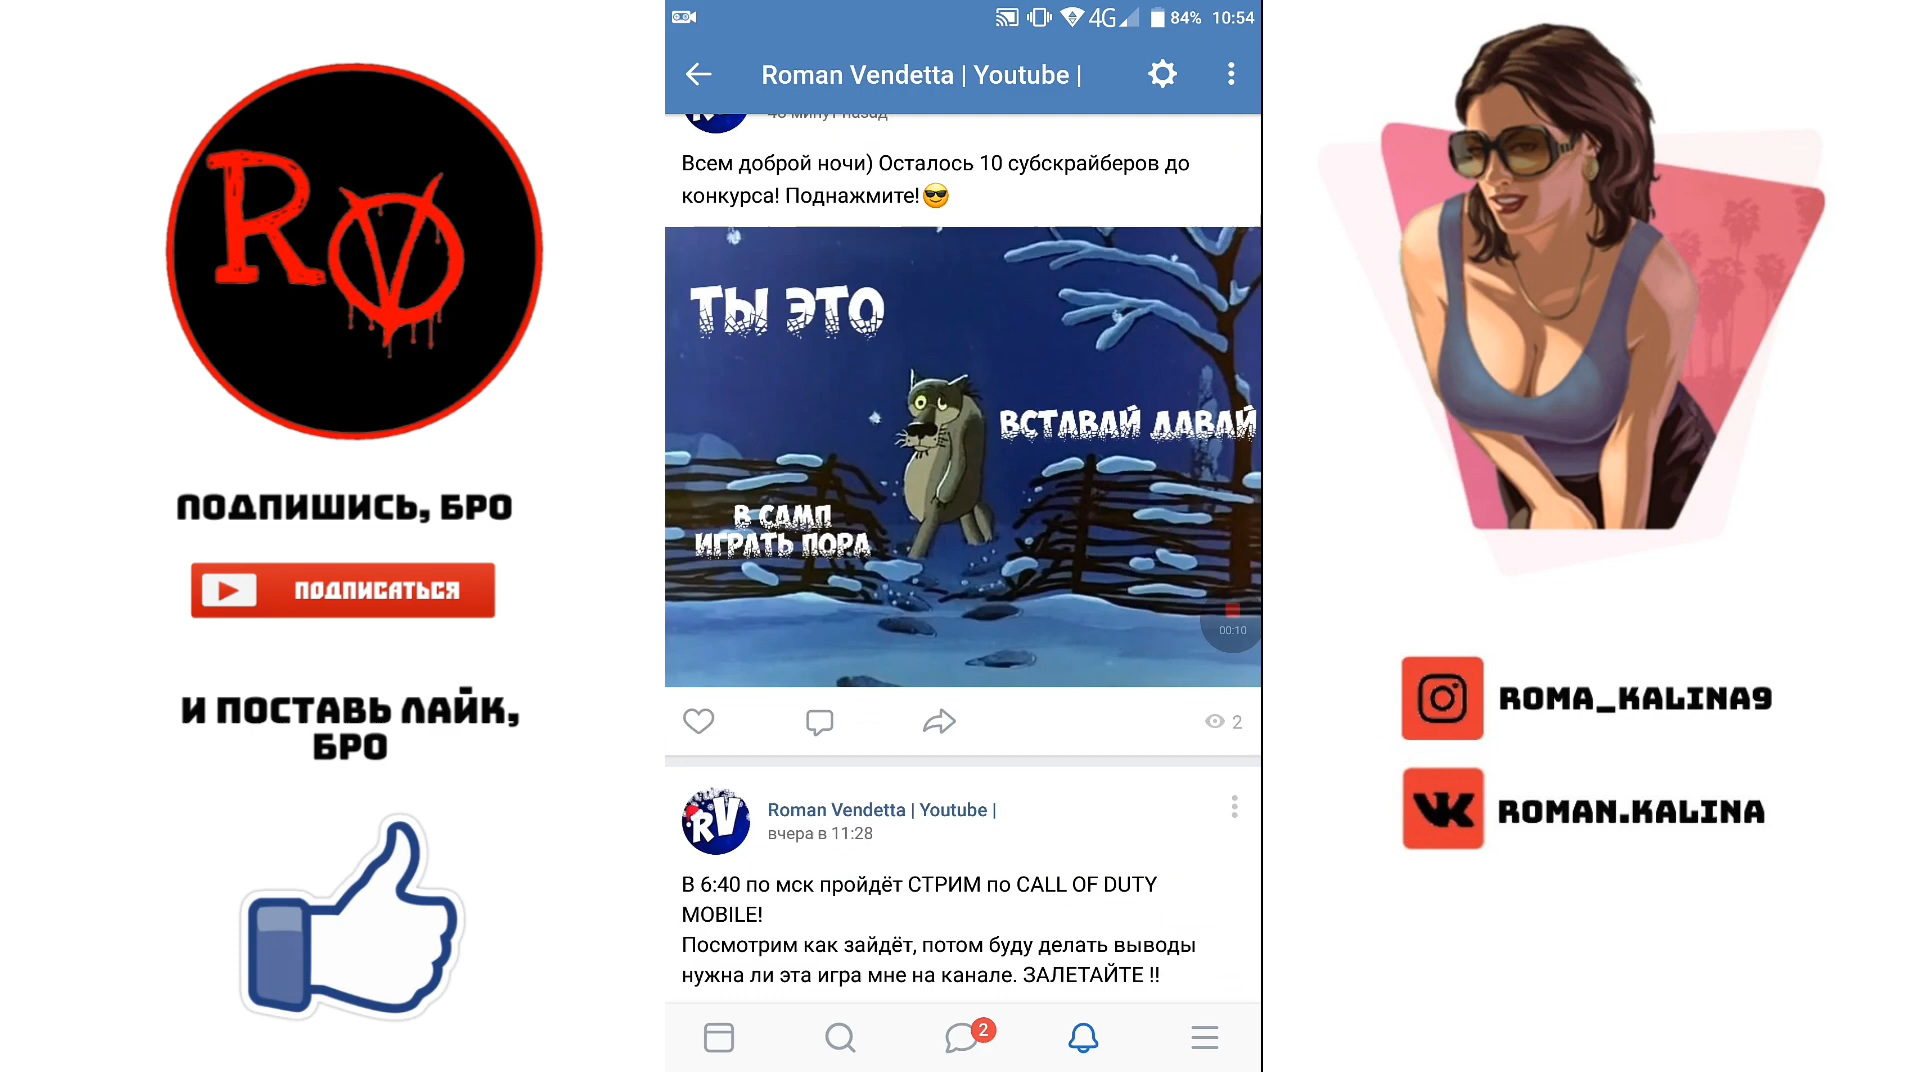 RV
ПОДПИШИСЬ, БРО
ПОДПИСАТЬСЯ
И ПОСТАВЬ ЛАЙК,
БРО
4G 84% 10:54
Roman Vendetta | Youtube |
минут назад
Всем доброй ночи) Осталось 10 субскрайберов до
конкурса! Поднажмите!😎
ТЫ ЭТО
ВСТАВАЙ ДАВАЙ
В САМП
ИГРАТЬ ПОРА
00:10
2
RV
Roman Vendetta | Youtube |
вчера в 11:28
В 6:40 по мск пройдёт СТРИМ по CALL OF DUTY
MOBILE!
Посмотрим как зайдёт, потом буду делать выводы
нужна ли эта игра мне на канале. ЗАЛЕТАЙТЕ !!
2
ROMA_KALINA9
ROMAN.KALINA